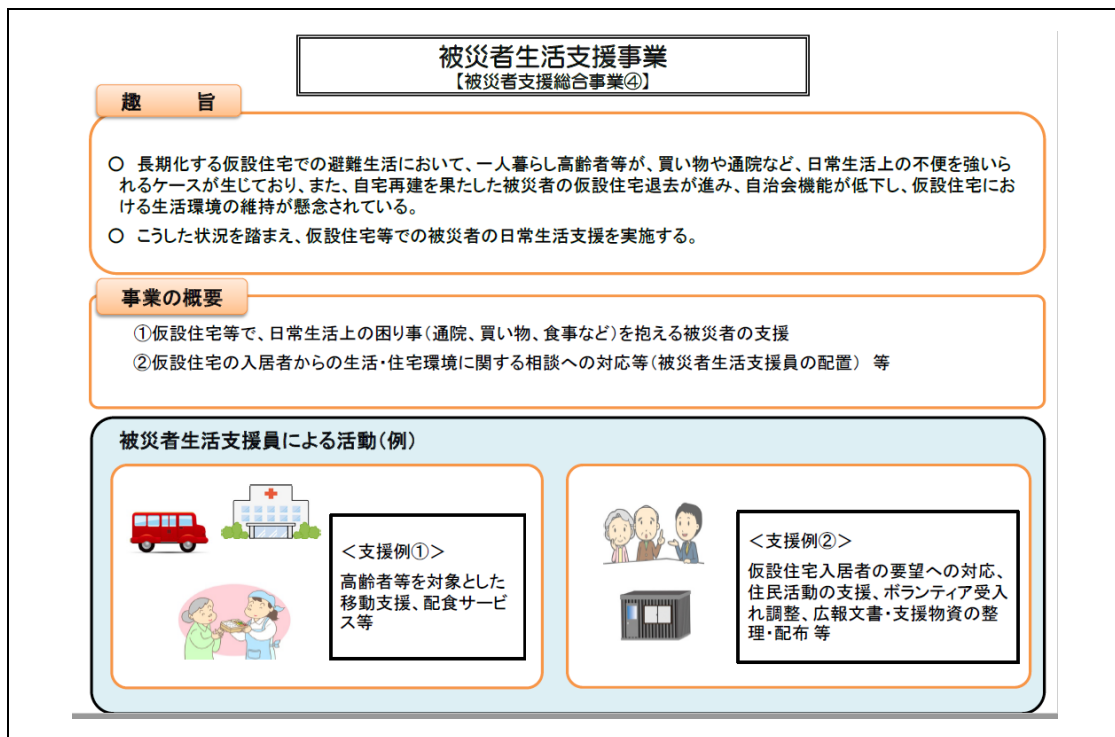 被災者生活支援事業
【被災者支援総合事業④】
趣　　旨
○ 長期化する仮設住宅での避難生活において、一人暮らし高齢者等が、買い物や通院など、日常生活上の不便を強いら
れるケースが生じており、また、自宅再建を果たした被災者の仮設住宅退去が進み、自治会機能が低下し、仮設住宅にお
ける生活環境の維持が懸念されている。
○ こうした状況を踏まえ、仮設住宅等での被災者の日常生活支援を実施する。
事業の概要
①仮設住宅等で、日常生活上の困り事（通院、買い物、食事など）を抱える被災者の支援
②仮設住宅の入居者からの生活・住宅環境に関する相談への対応等（被災者生活支援員の配置） 等
被災者生活支援員による活動（例）
＜支援例①＞
高齢者等を対象とした
移動支援、配食サービ
ス等
＜支援例②＞
仮設住宅入居者の要望への対応、
住民活動の支援、ボランティア受入
れ調整、広報文書・支援物資の整
理・配布 等